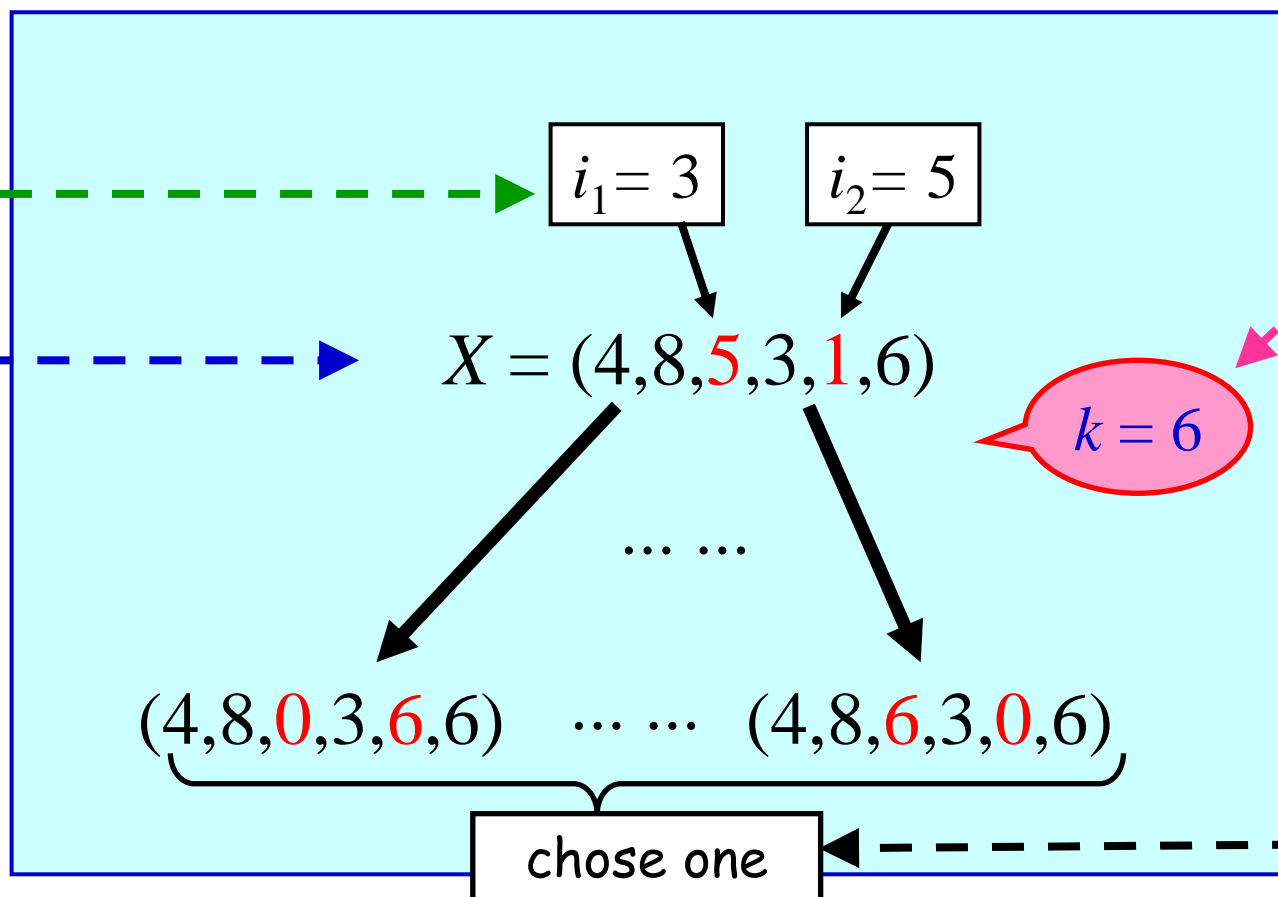 i₁= 3
i₂= 5
X = (4,8,5,3,1,6)
k = 6
... ...
(4,8,0,3,6,6) ... ... (4,8,6,3,0,6)
chose one